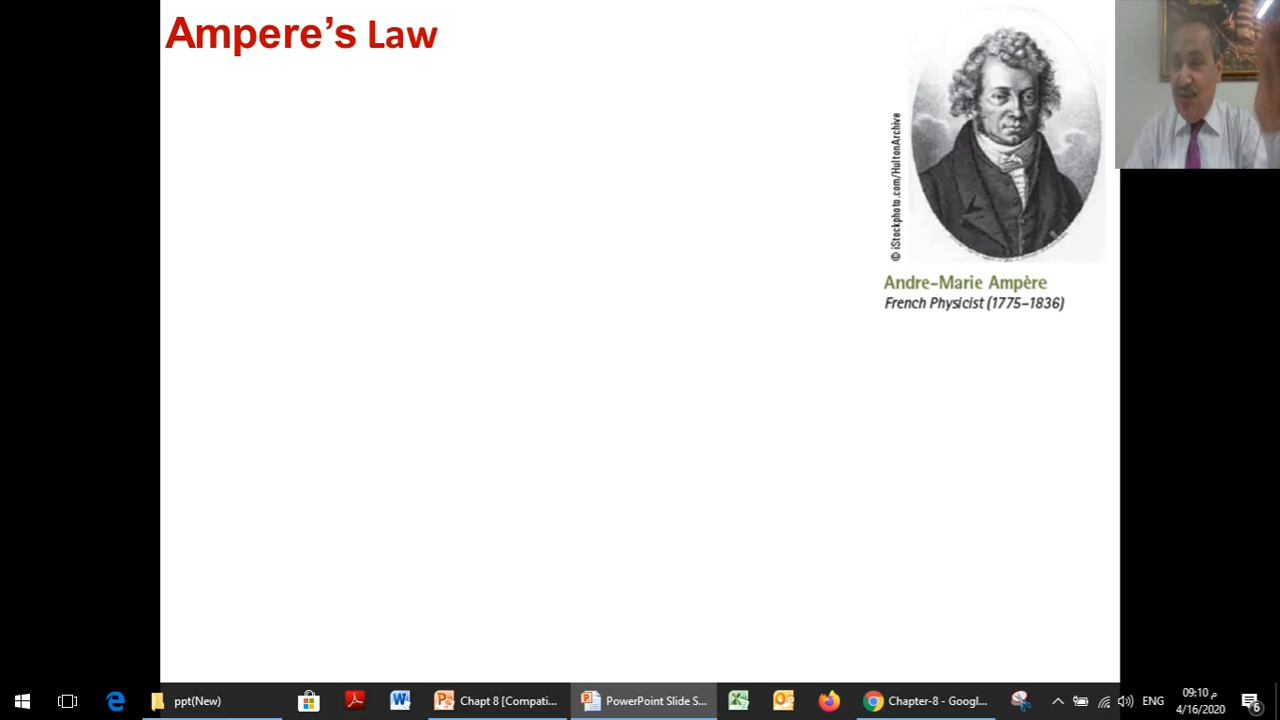 Ampere’s Law
© iStockphoto.com/HultonArchive
Andre-Marie Ampère
French Physicist (1775–1836)
ppt(New)
Chapt 8 [Compati...
PowerPoint Slide S...
Chapter-8 - Googl...
ENG
09:10 م
4/16/2020
6